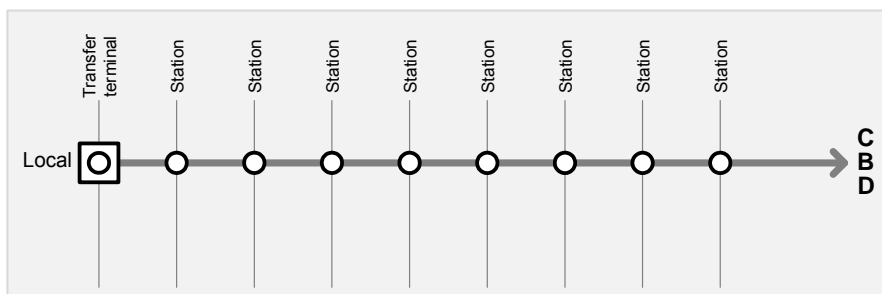 Transfer
terminal
Station
Station
Station
Station
Station
Station
Station
Station
Local
C
B
D